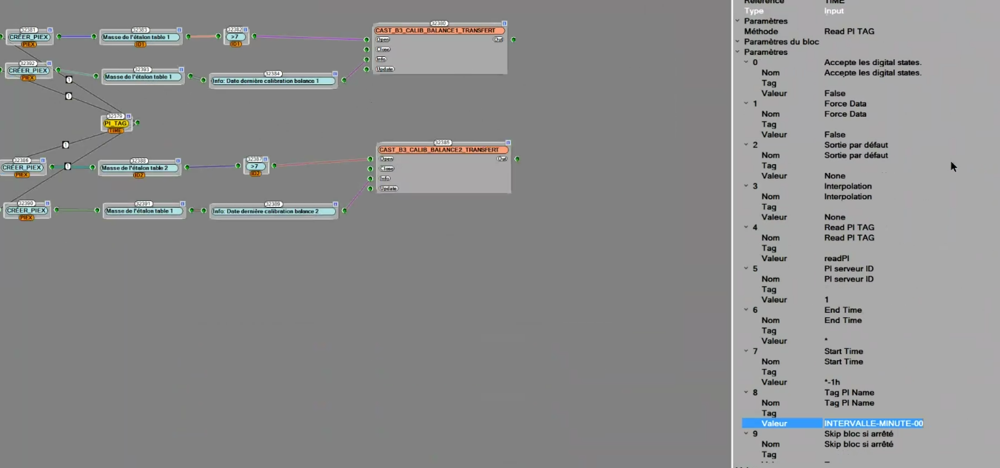 32381
CRÉER_PIEX
PIEX
32383
Masse de l'étalon table 1
ID1
32382
>7
ID1
32380
CAST_B3_CALIB_BALANCE1_TRANSFERT
Open
Out
Close
Info
Update
32392
CRÉER_PIEX
PIEX
32393
Masse de l'étalon table 1
32384
Info: Date dernière calibration balance 1
32379
PI_TAG
TIME
32386
CRÉER_PIEX
PIEX
32388
Masse de l'étalon table 2
ID2
32387
>7
ID2
32385
CAST_B3_CALIB_BALANCE2_TRANSFERT
Open
Out
Close
Info
Update
32390
CRÉER_PIEX
PIEX
32391
Masse de l'étalon table 1
32389
Info: Date dernière calibration balance 2
Référence TIME
Type Input
Paramètres
Méthode Read PI TAG
Paramètres du bloc
Paramètres
0 Accepte les digital states.
Nom Accepte les digital states.
Tag
Valeur False
1 Force Data
Nom Force Data
Tag
Valeur False
2 Sortie par défaut
Nom Sortie par défaut
Tag
Valeur None
3 Interpolation
Nom Interpolation
Tag
Valeur None
4 Read PI TAG
Nom Read PI TAG
Tag
Valeur readPI
5 PI serveur ID
Nom PI serveur ID
Tag
Valeur 1
6 End Time
Nom End Time
Tag
Valeur *
7 Start Time
Nom Start Time
Tag
Valeur *-1h
8 Tag PI Name
Nom Tag PI Name
Tag
Valeur INTERVALLE-MINUTE-00
9 Skip bloc si arrêté
Nom Skip bloc si arrêté
Tag